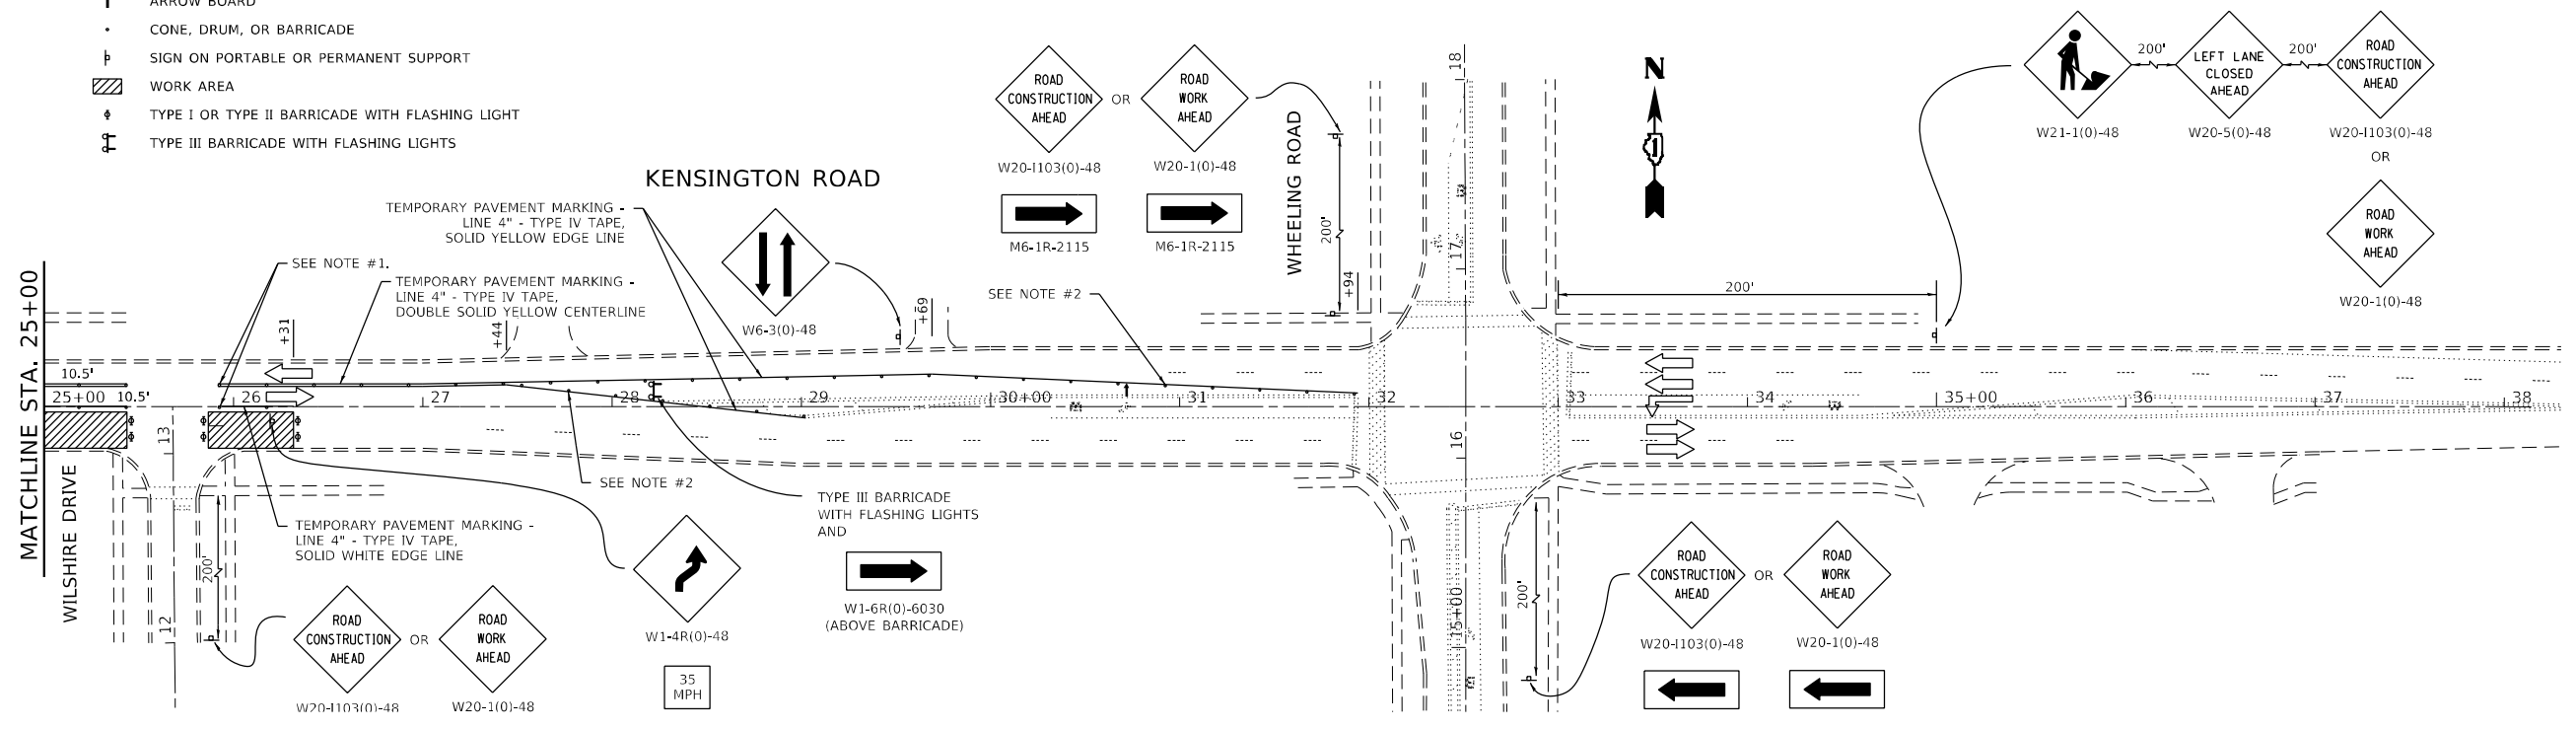 ARROW BOARD
CONE, DRUM, OR BARRICADE
SIGN ON PORTABLE OR PERMANENT SUPPORT
WORK AREA
TYPE I OR TYPE II BARRICADE WITH FLASHING LIGHT
TYPE III BARRICADE WITH FLASHING LIGHTS
KENSINGTON ROAD
TEMPORARY PAVEMENT MARKING -
LINE 4" - TYPE IV TAPE,
SOLID YELLOW EDGE LINE
SEE NOTE #1.
TEMPORARY PAVEMENT MARKING -
LINE 4" - TYPE IV TAPE,
DOUBLE SOLID YELLOW CENTERLINE
W6-3(0)-48
ROAD
CONSTRUCTION
AHEAD
OR
ROAD
WORK
AHEAD
W20-I103(0)-48
W20-1(0)-48
M6-1R-2115
M6-1R-2115
SEE NOTE #2
WHEELING ROAD
200'
+94
18
17
16
15+00
N
1
200'
200'
LEFT LANE
CLOSED
AHEAD
ROAD
CONSTRUCTION
AHEAD
W21-1(0)-48
W20-5(0)-48
W20-I103(0)-48
OR
ROAD
WORK
AHEAD
W20-1(0)-48
200'
MATCHLINE STA. 25+00
+31
+44
+69
10.5'
25+00
10.5'
26
27
28
29
30+00
31
32
33
34
35+00
36
37
38
WILSHIRE DRIVE
13
12
200'
SEE NOTE #2
TEMPORARY PAVEMENT MARKING -
LINE 4" - TYPE IV TAPE,
SOLID WHITE EDGE LINE
ROAD
CONSTRUCTION
AHEAD
OR
ROAD
WORK
AHEAD
W20-I103(0)-48
W20-1(0)-48
W1-4R(0)-48
35
MPH
TYPE III BARRICADE
WITH FLASHING LIGHTS
AND
W1-6R(0)-6030
(ABOVE BARRICADE)
200'
ROAD
CONSTRUCTION
AHEAD
OR
ROAD
WORK
AHEAD
W20-I103(0)-48
W20-1(0)-48